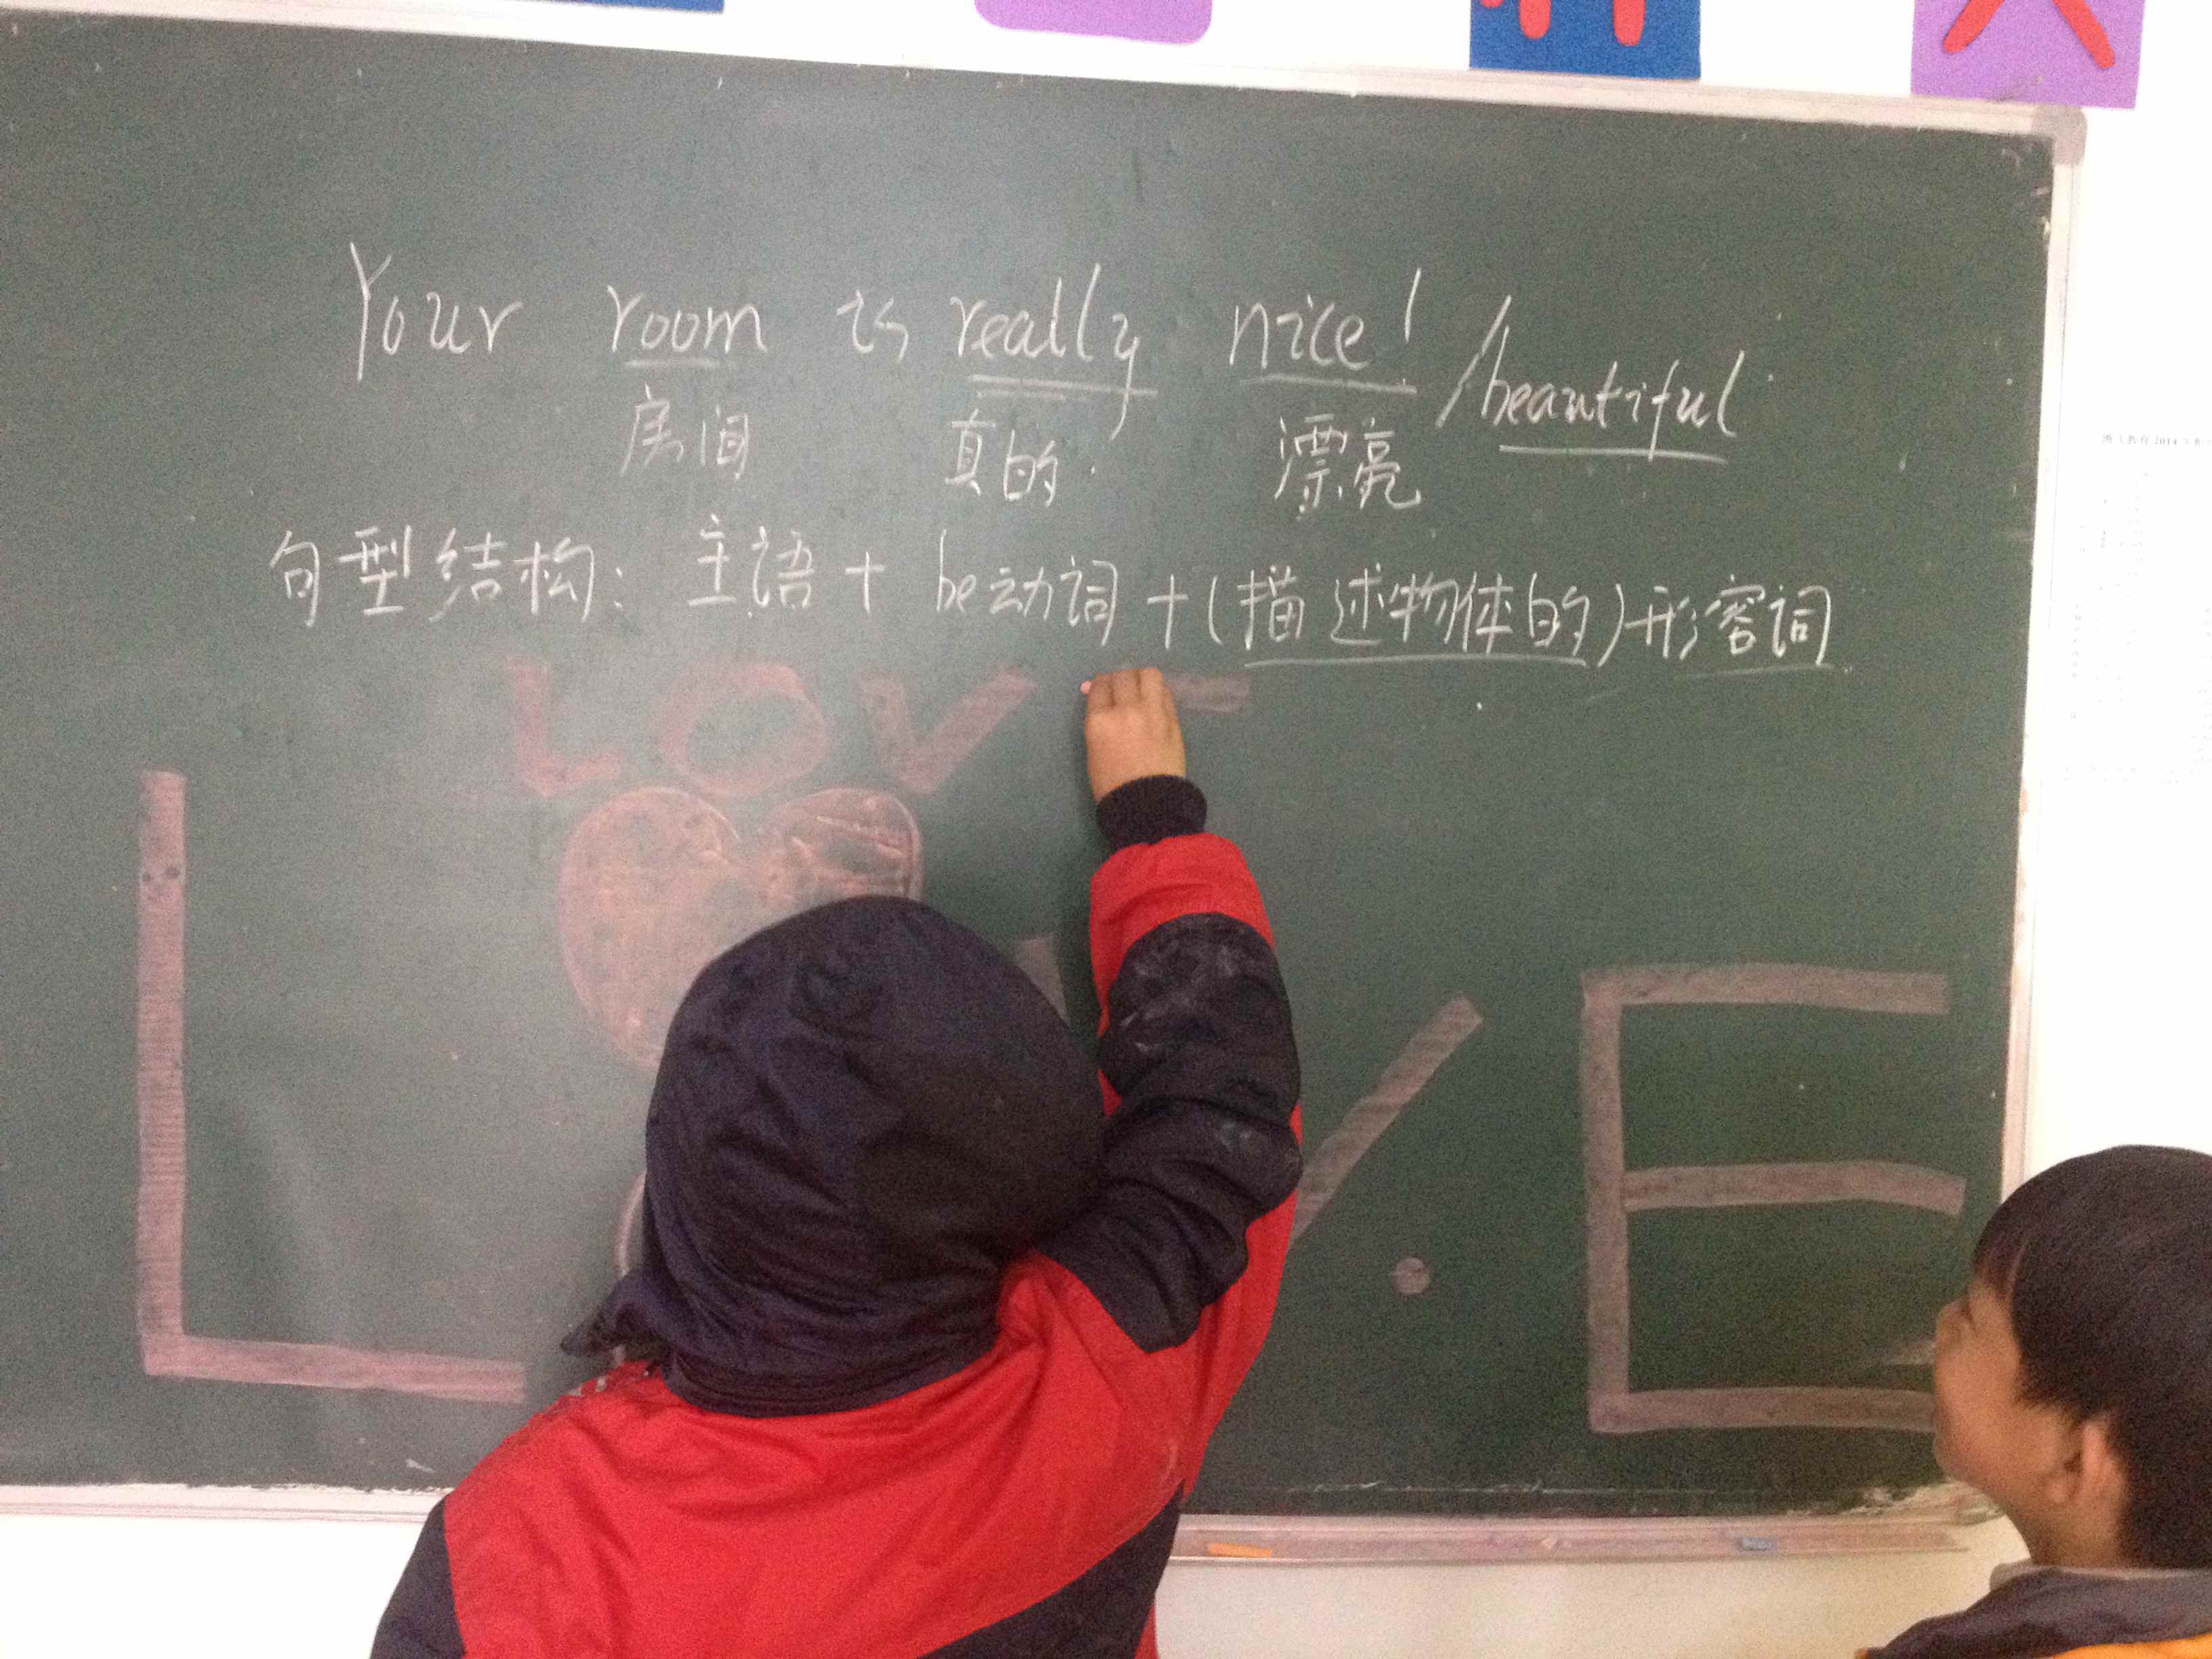 Your room is really nice! /beautiful
房间 真的 漂亮
句型结构: 主语 + be动词 + (描述物体的)形容词
LOV
L VE